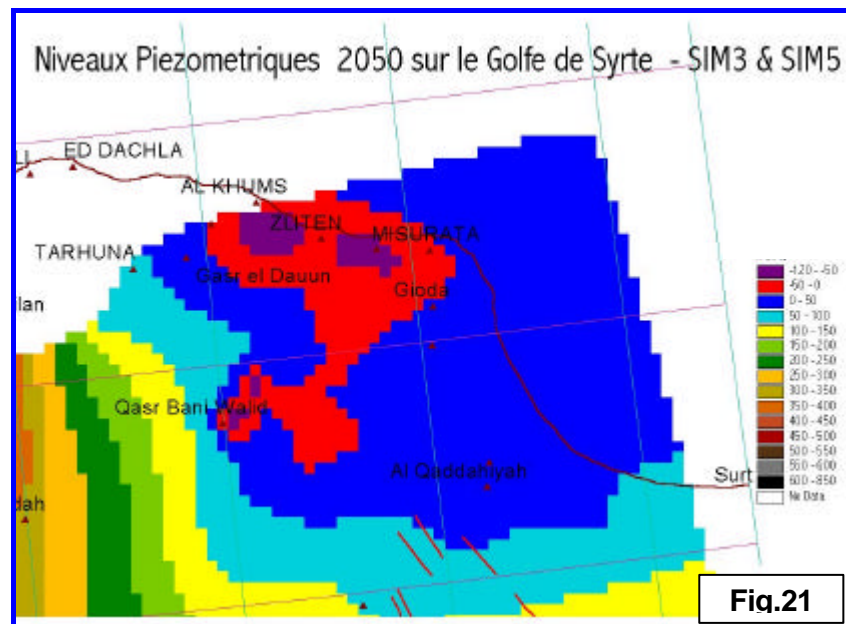 Niveaux Piezometriques 2050 sur le Golfe de Syrte - SIM3 & SIM5
LI
ED DACHLA
AL KHUMS
ZLITEN
MISURATA
TARHUNA
Gasr el Dauun
Gioda
lan
Qasr Bani Walid
Al Qaddahiyah
Surt
dah
-120 - -50
-50 - 0
0 - 50
50 - 100
100 - 150
150 - 200
200 - 250
250 - 300
300 - 350
350 - 400
400 - 450
450 - 500
500 - 550
550 - 600
600 - 850
No Data
Fig.21